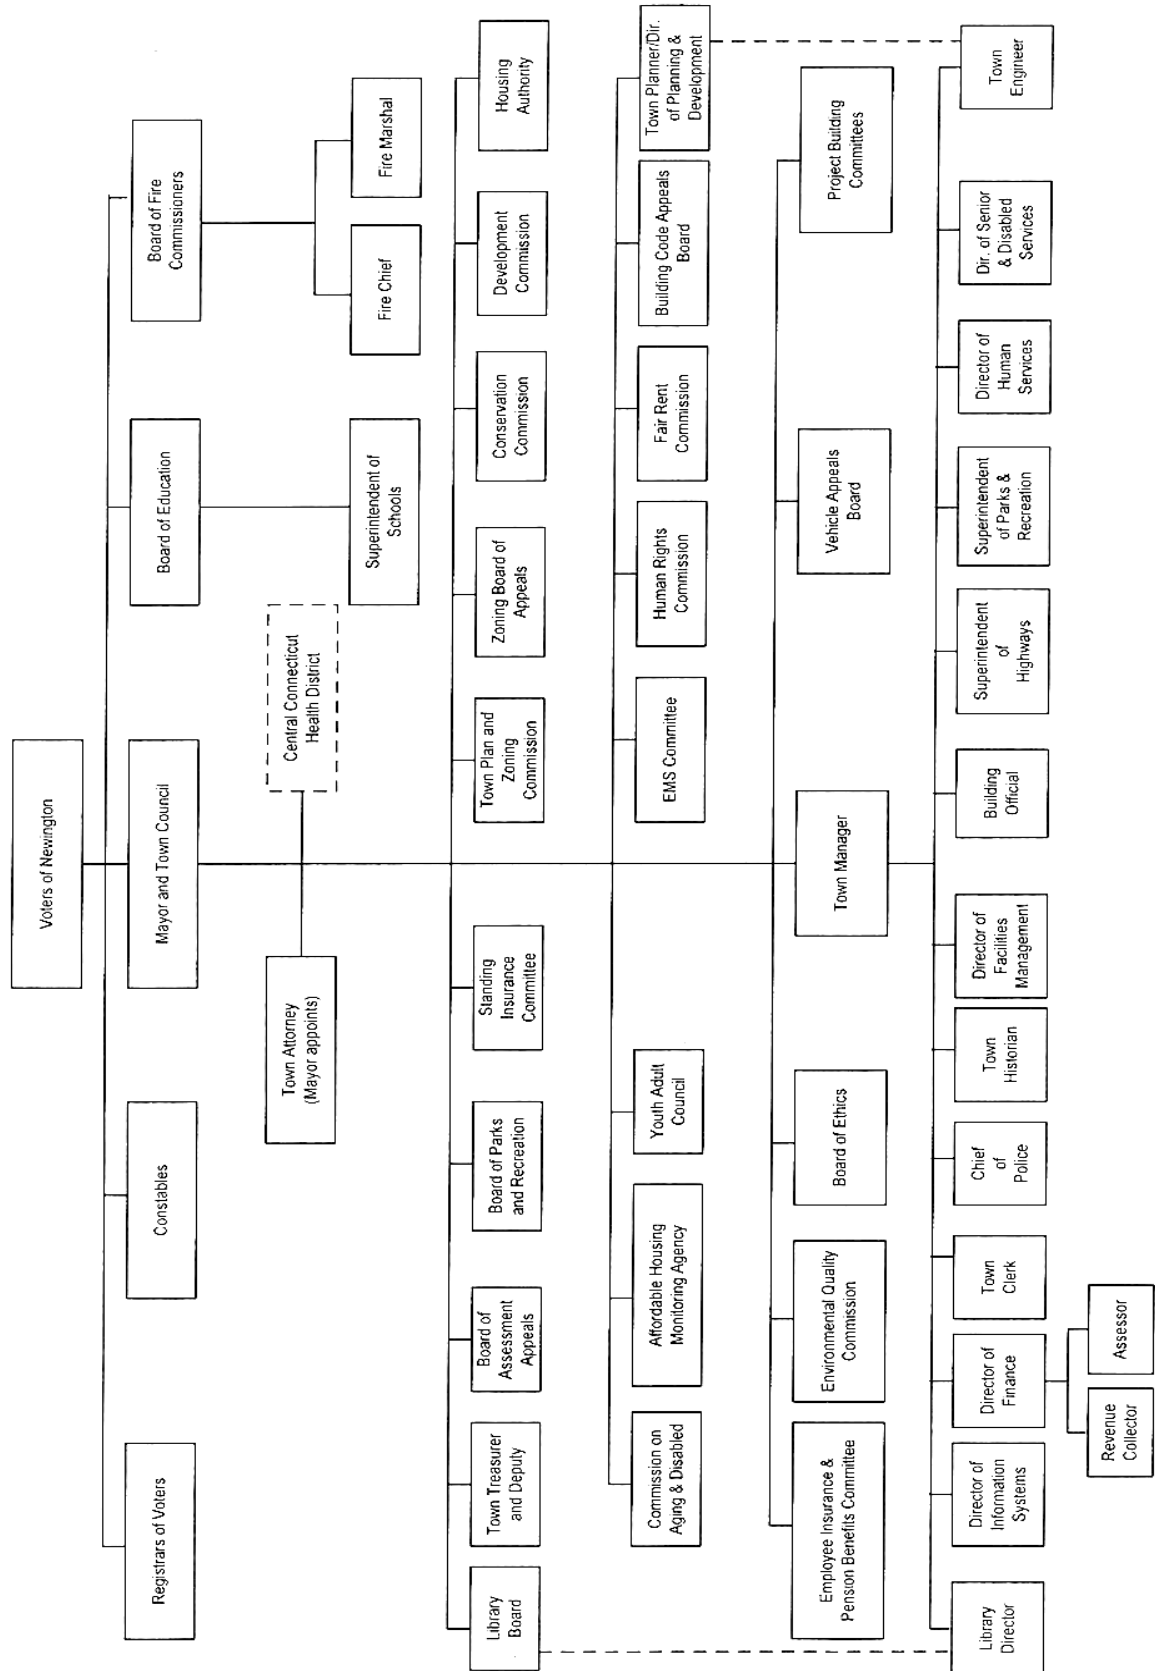 Voters of Newington
Registrars of Voters
Constables
Mayor and Town Council
Board of Education
Board of Fire
Commissioners
Town Attorney
(Mayor appoints)
Central Connecticut
Health District
Superintendent of
Schools
Fire Chief
Fire Marshal
Library
Board
Town Treasurer
and Deputy
Board of
Assessment
Appeals
Board of Parks
and Recreation
Standing
Insurance
Committee
Town Plan and
Zoning
Commission
Zoning Board of
Appeals
Conservation
Commission
Development
Commission
Housing
Authority
Commission on
Aging & Disabled
Affordable Housing
Monitoring Agency
Youth Adult
Council
EMS Committee
Human Rights
Commission
Fair Rent
Commission
Building Code Appeals
Board
Town Planner/Dir.
of Planning &
Development
Employee Insurance &
Pension Benefits Committee
Environmental Quality
Commission
Board of Ethics
Town Manager
Vehicle Appeals
Board
Project Building
Committees
Library
Director
Director of
Information
Systems
Director of
Finance
Town
Clerk
Chief
of
Police
Town
Historian
Director of
Facilities
Management
Building
Official
Superintendent
of
Highways
Superintendent
of Parks &
Recreation
Director of
Human
Services
Dir. of Senior
& Disabled
Services
Town
Engineer
Revenue
Collector
Assessor